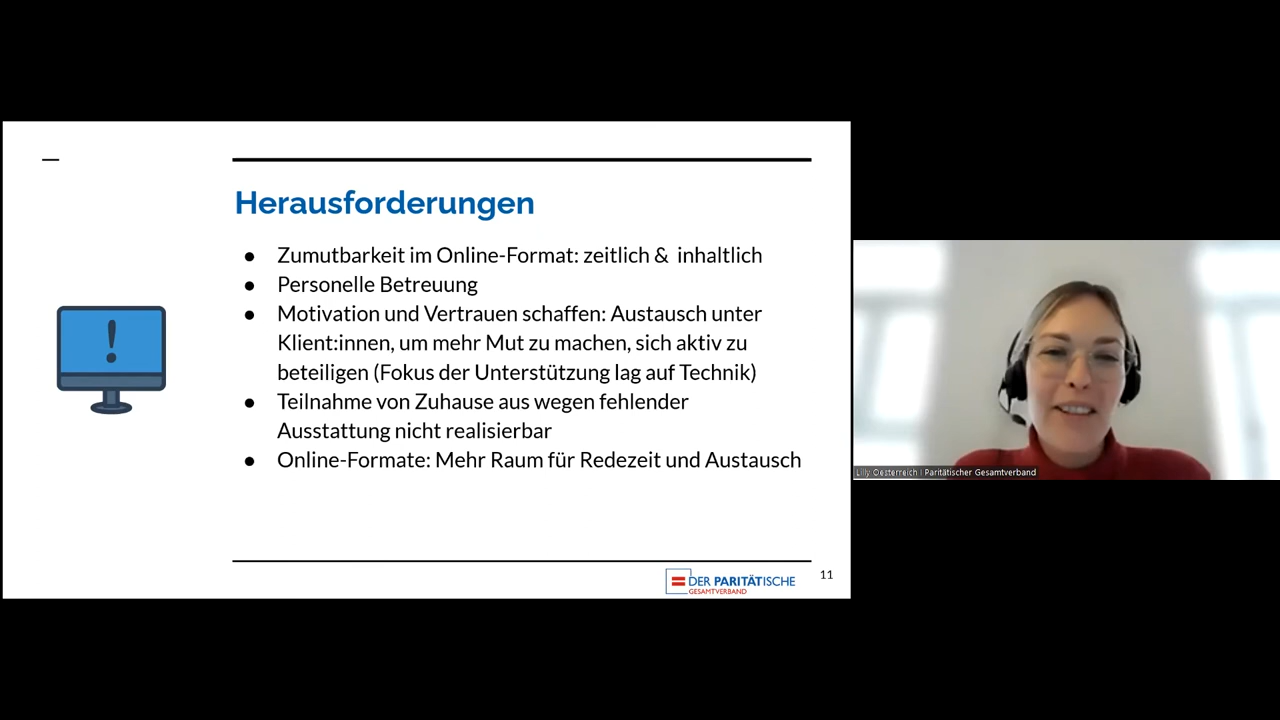 Herausforderungen
● Zumutbarkeit im Online-Format: zeitlich & inhaltlich
● Personelle Betreuung
● Motivation und Vertrauen schaffen: Austausch unter
Klient:innen, um mehr Mut zu machen, sich aktiv zu
beteiligen (Fokus der Unterstützung lag auf Technik)
● Teilnahme von Zuhause aus wegen fehlender
Ausstattung nicht realisierbar
● Online-Formate: Mehr Raum für Redezeit und Austausch
!
DER PARITÄTISCHE
GESAMTVERBAND
11
Lilly Oesterreich | Paritätischer Gesamtverband